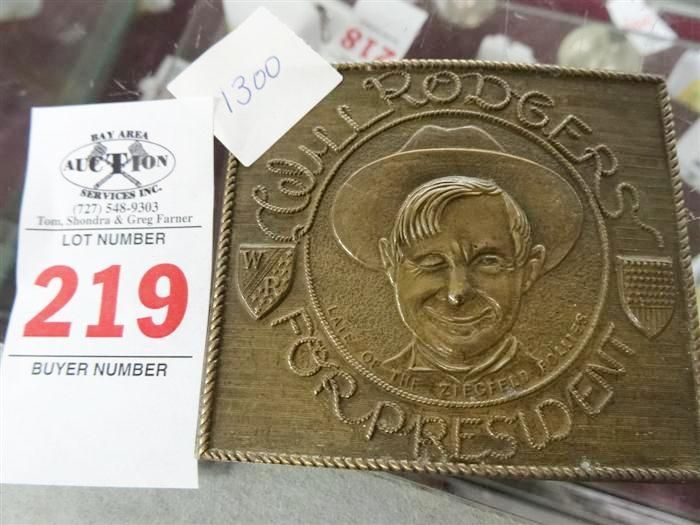 BAY AREA
AUCTION
SERVICES INC.
(727) 548-9303
Tom, Shondra & Greg Farner
LOT NUMBER
219
BUYER NUMBER
1300
218
WILL RODGERS
W
R
LATE OF THE ZIEGFELD FOLLIES
FOR PRESIDENT